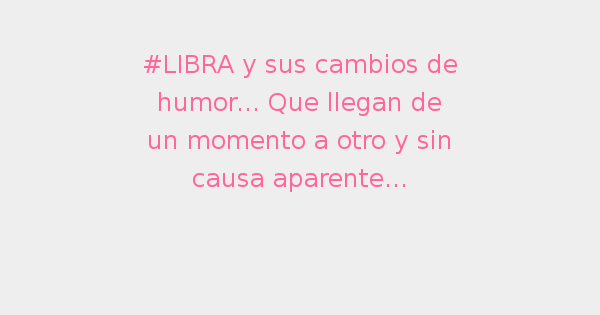 #LIBRA y sus cambios de
humor... Que llegan de
un momento a otro y sin
causa aparente...